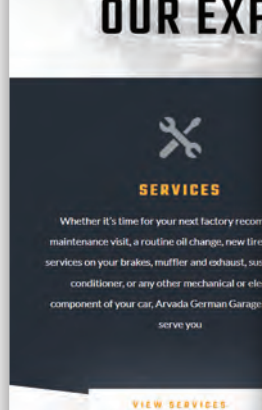 OUR EXP
SERVICES
Whether it's time for your next factory recom
maintenance visit, a routine oil change, new tire
services on your brakes, muffler and exhaust, sus
conditioner, or any other mechanical or ele
component of your car, Arvada German Garage
serve you
VIEW SERVICES